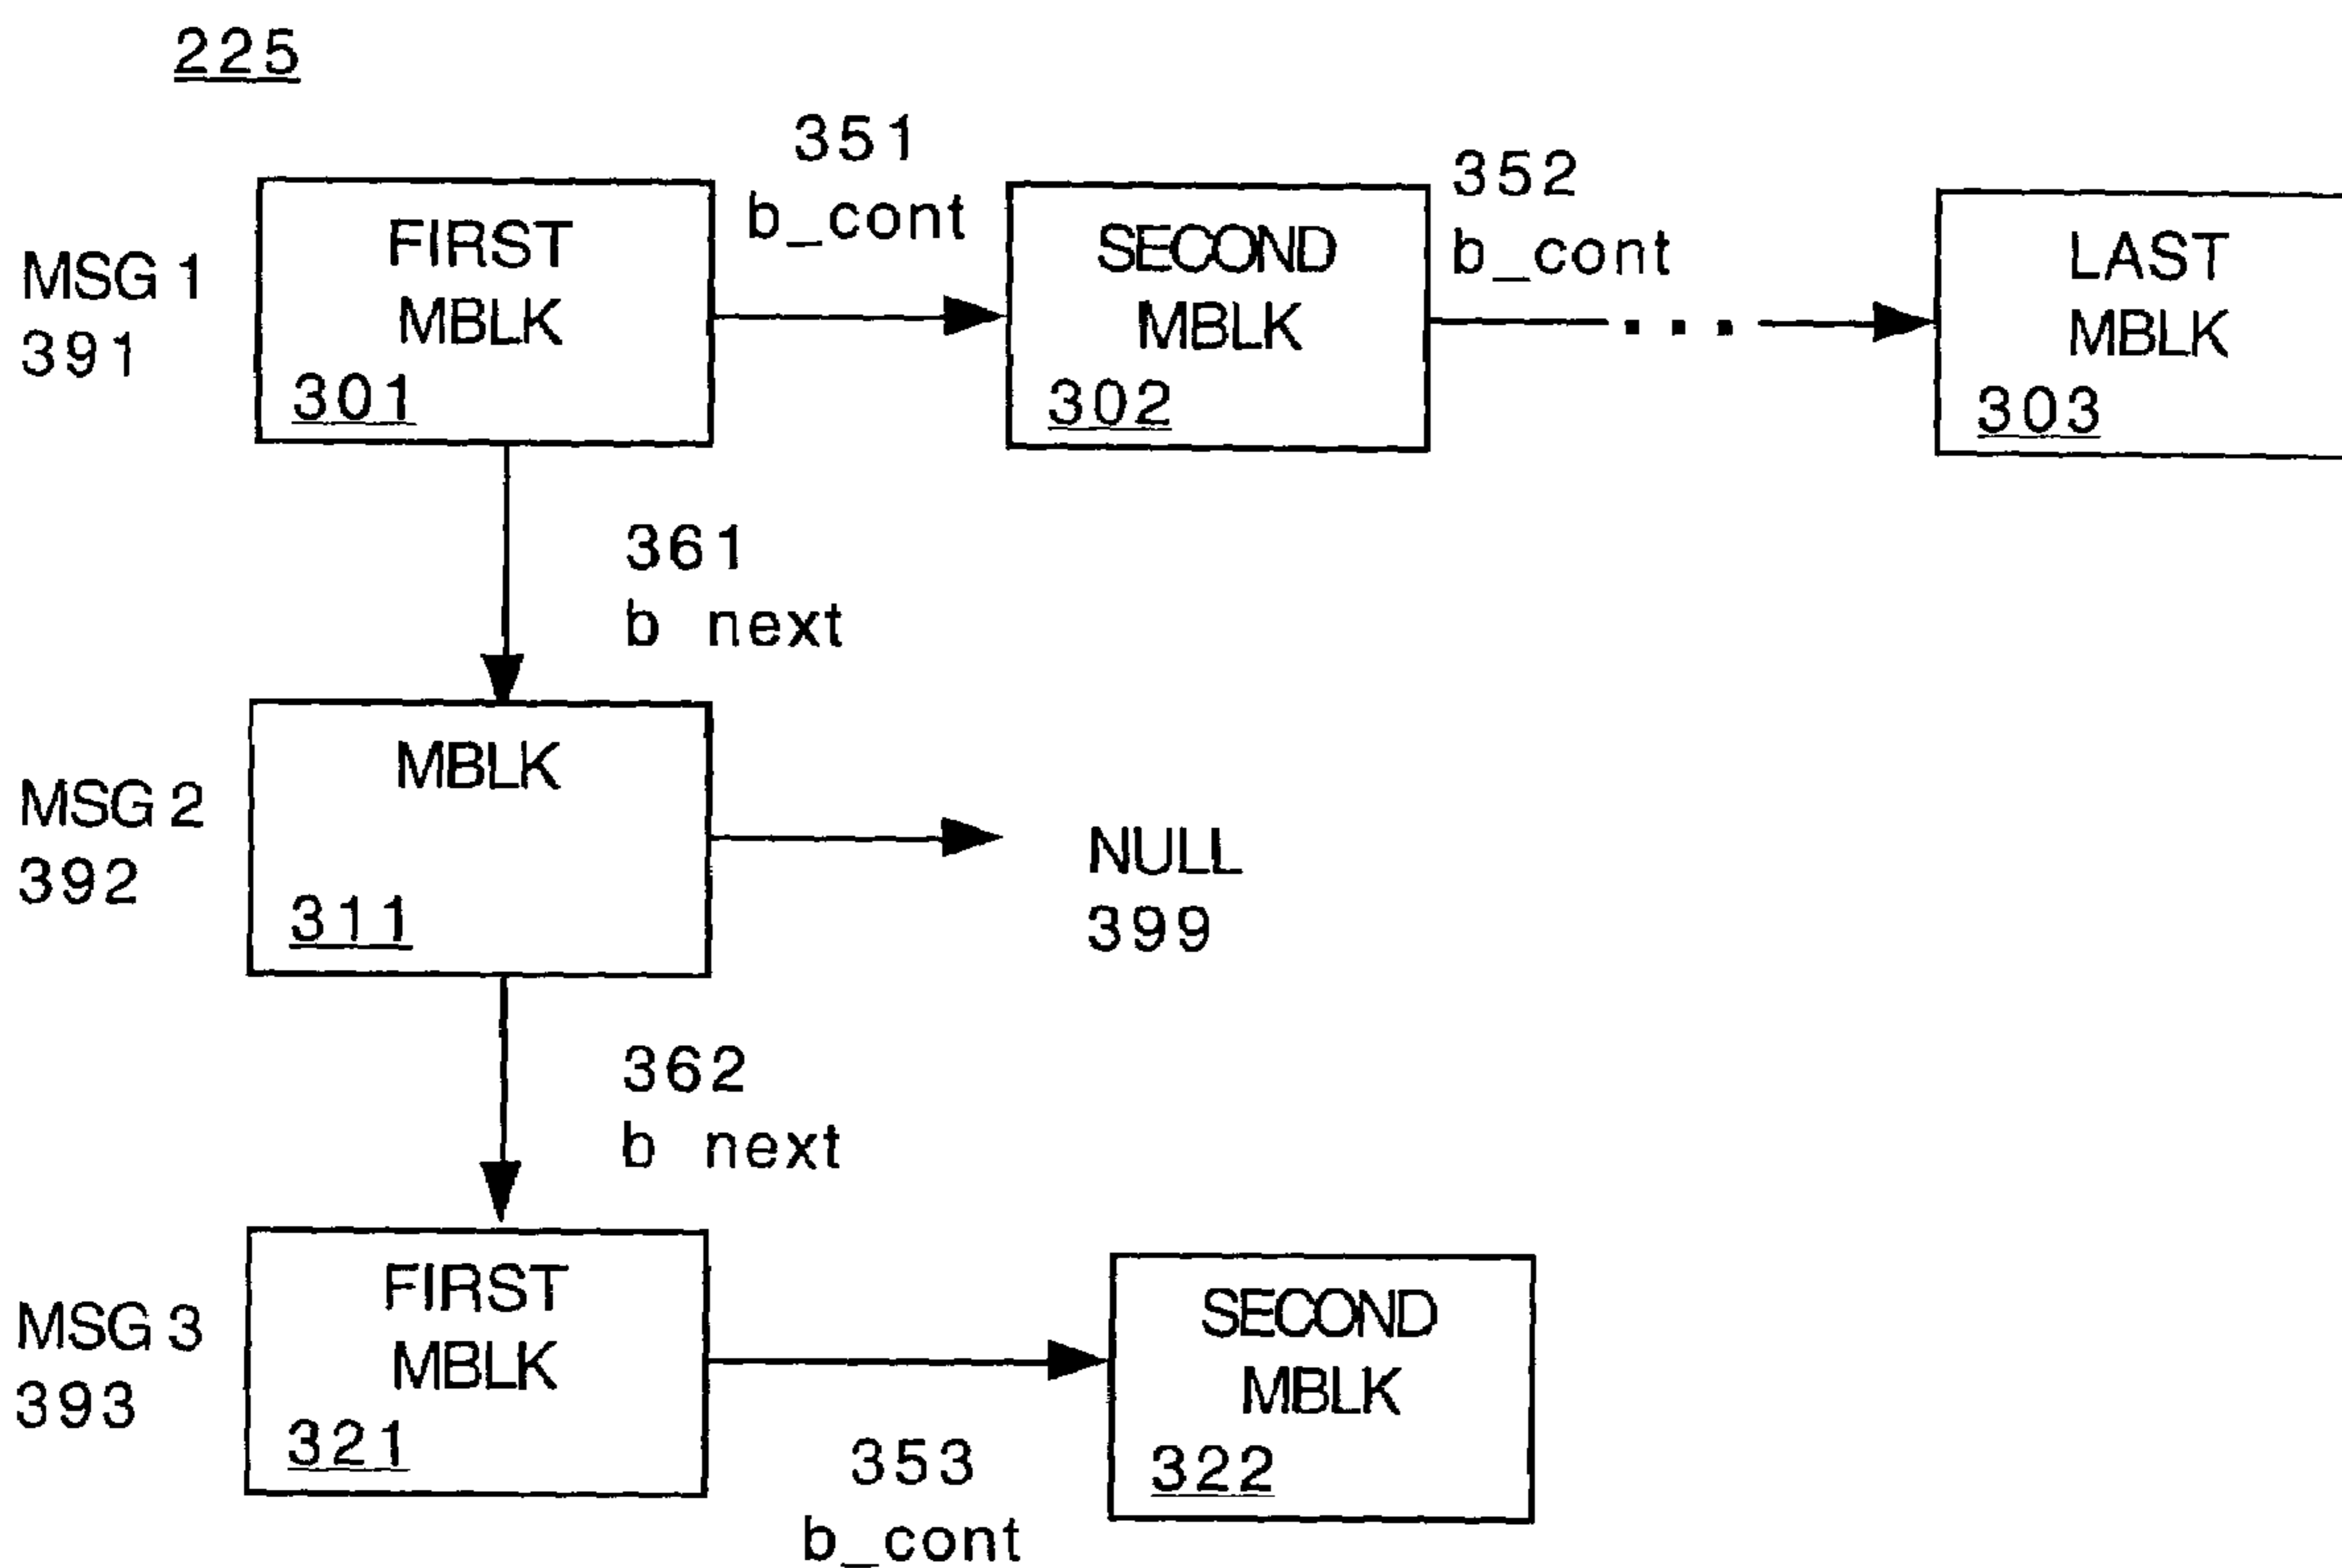 225
351
b_cont
352
b_cont
MSG 1
391
FIRST
MBLK
301
SECOND
MBLK
302
LAST
MBLK
303
361
b next
MSG 2
392
MBLK
311
NULL
399
362
b next
MSG 3
393
FIRST
MBLK
321
353
b_cont
SECOND
MBLK
322